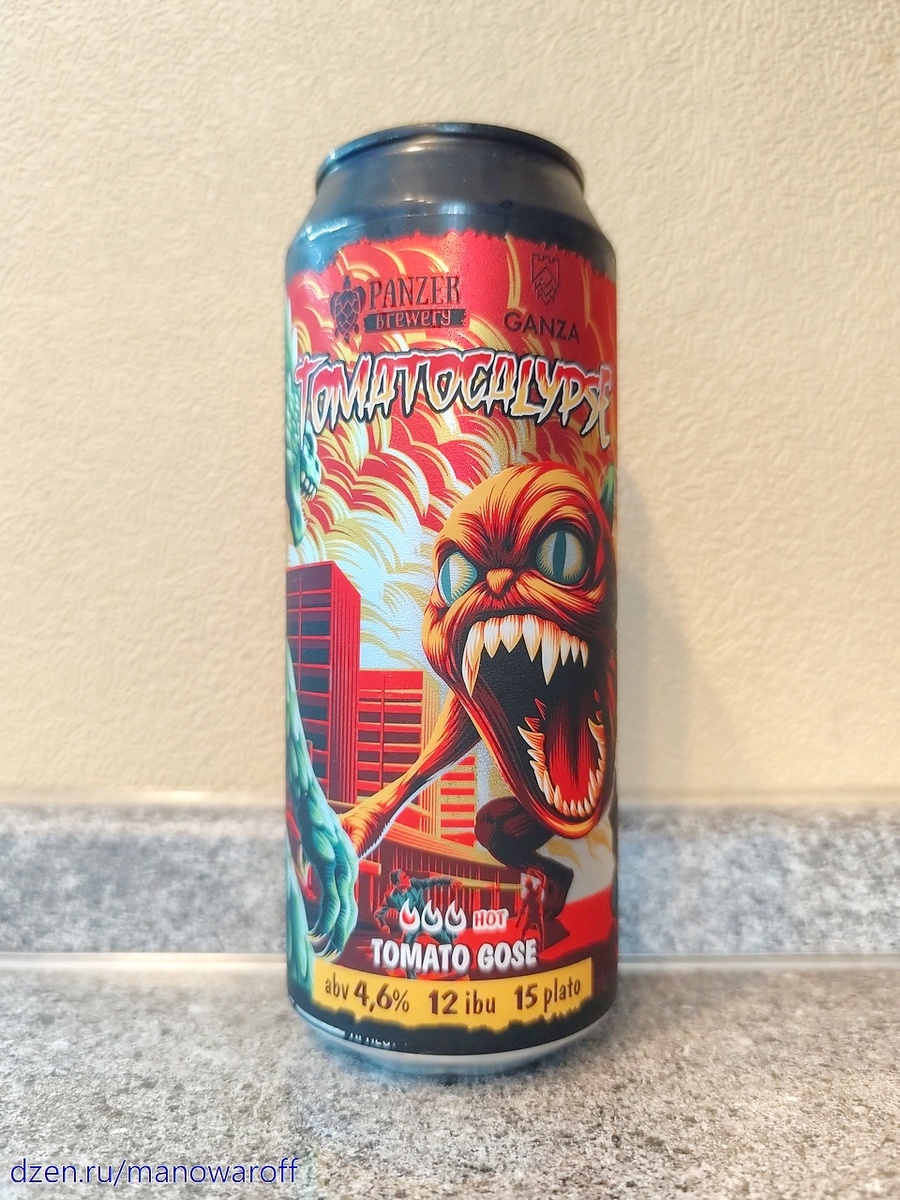 PANZER
Brewery
GANZA
TOMATOCALYPSE
HOT
TOMATO GOSE
abv 4,6% 12 ibu 15 plato
dzen.ru/manowaroff